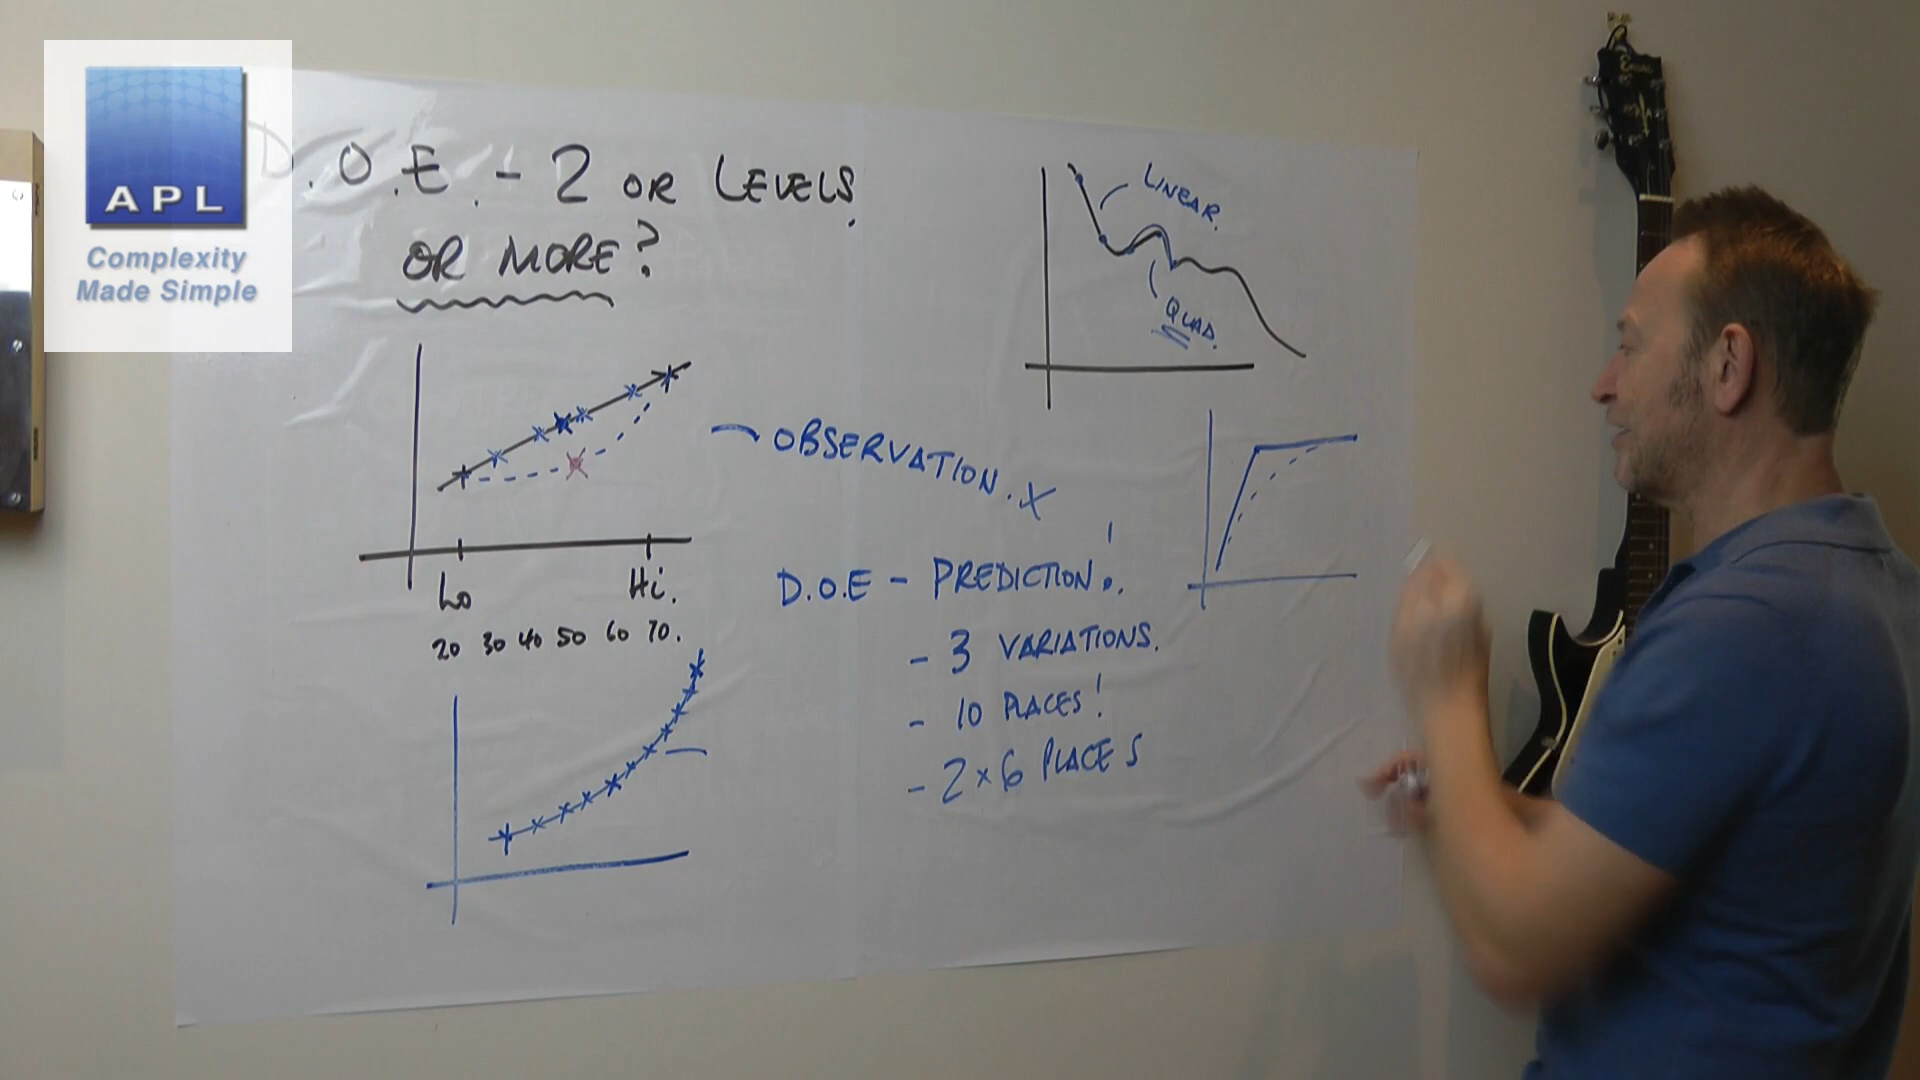 APL
Complexity
Made Simple
D.O.E. - 2 OR LEVELS.
OR MORE?
LINEAR.
QUAD.
OBSERVATION. X
Lo Hi.
20 30 40 50 60 70.
D.O.E - PREDICTION!
- 3 VARIATIONS.
- 10 PLACES!
- 2 x 6 PLACES